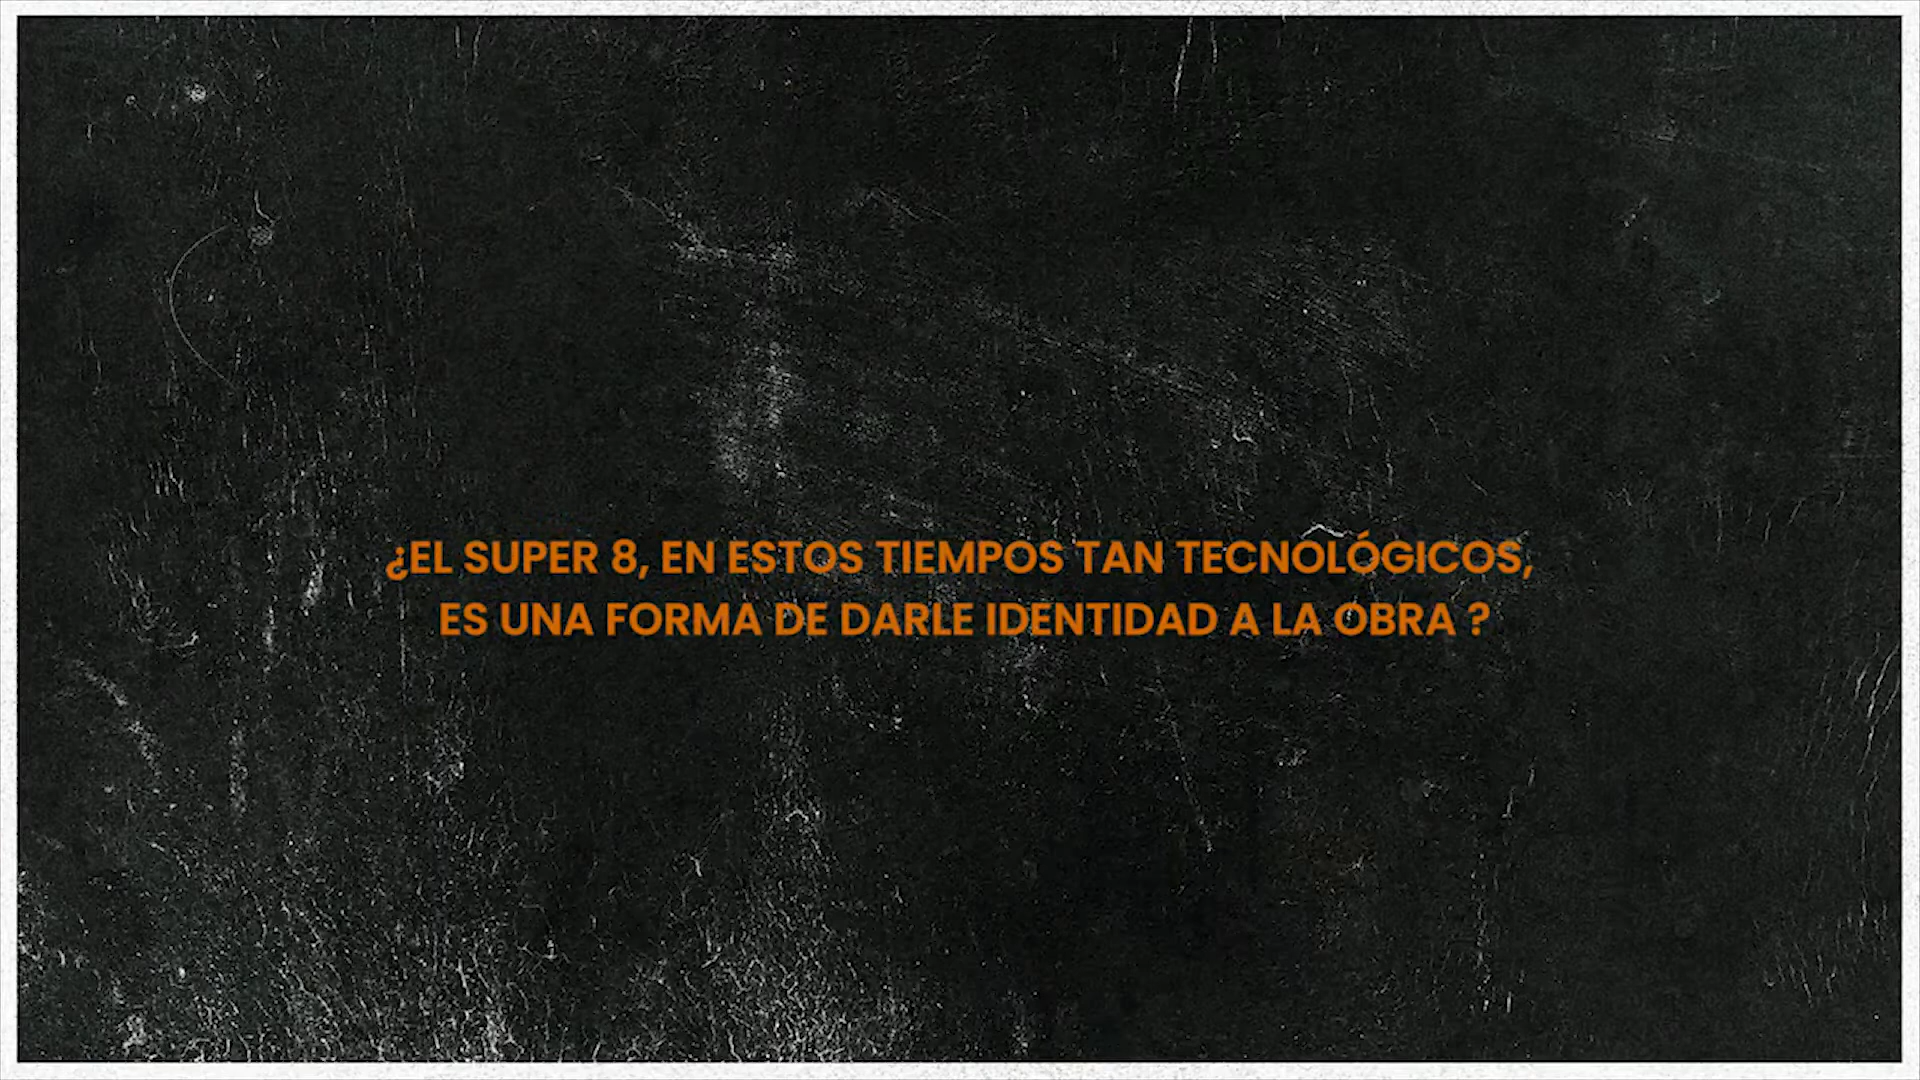 ¿EL SUPER 8, EN ESTOS TIEMPOS TAN TECNOLÓGICOS,
ES UNA FORMA DE DARLE IDENTIDAD A LA OBRA ?